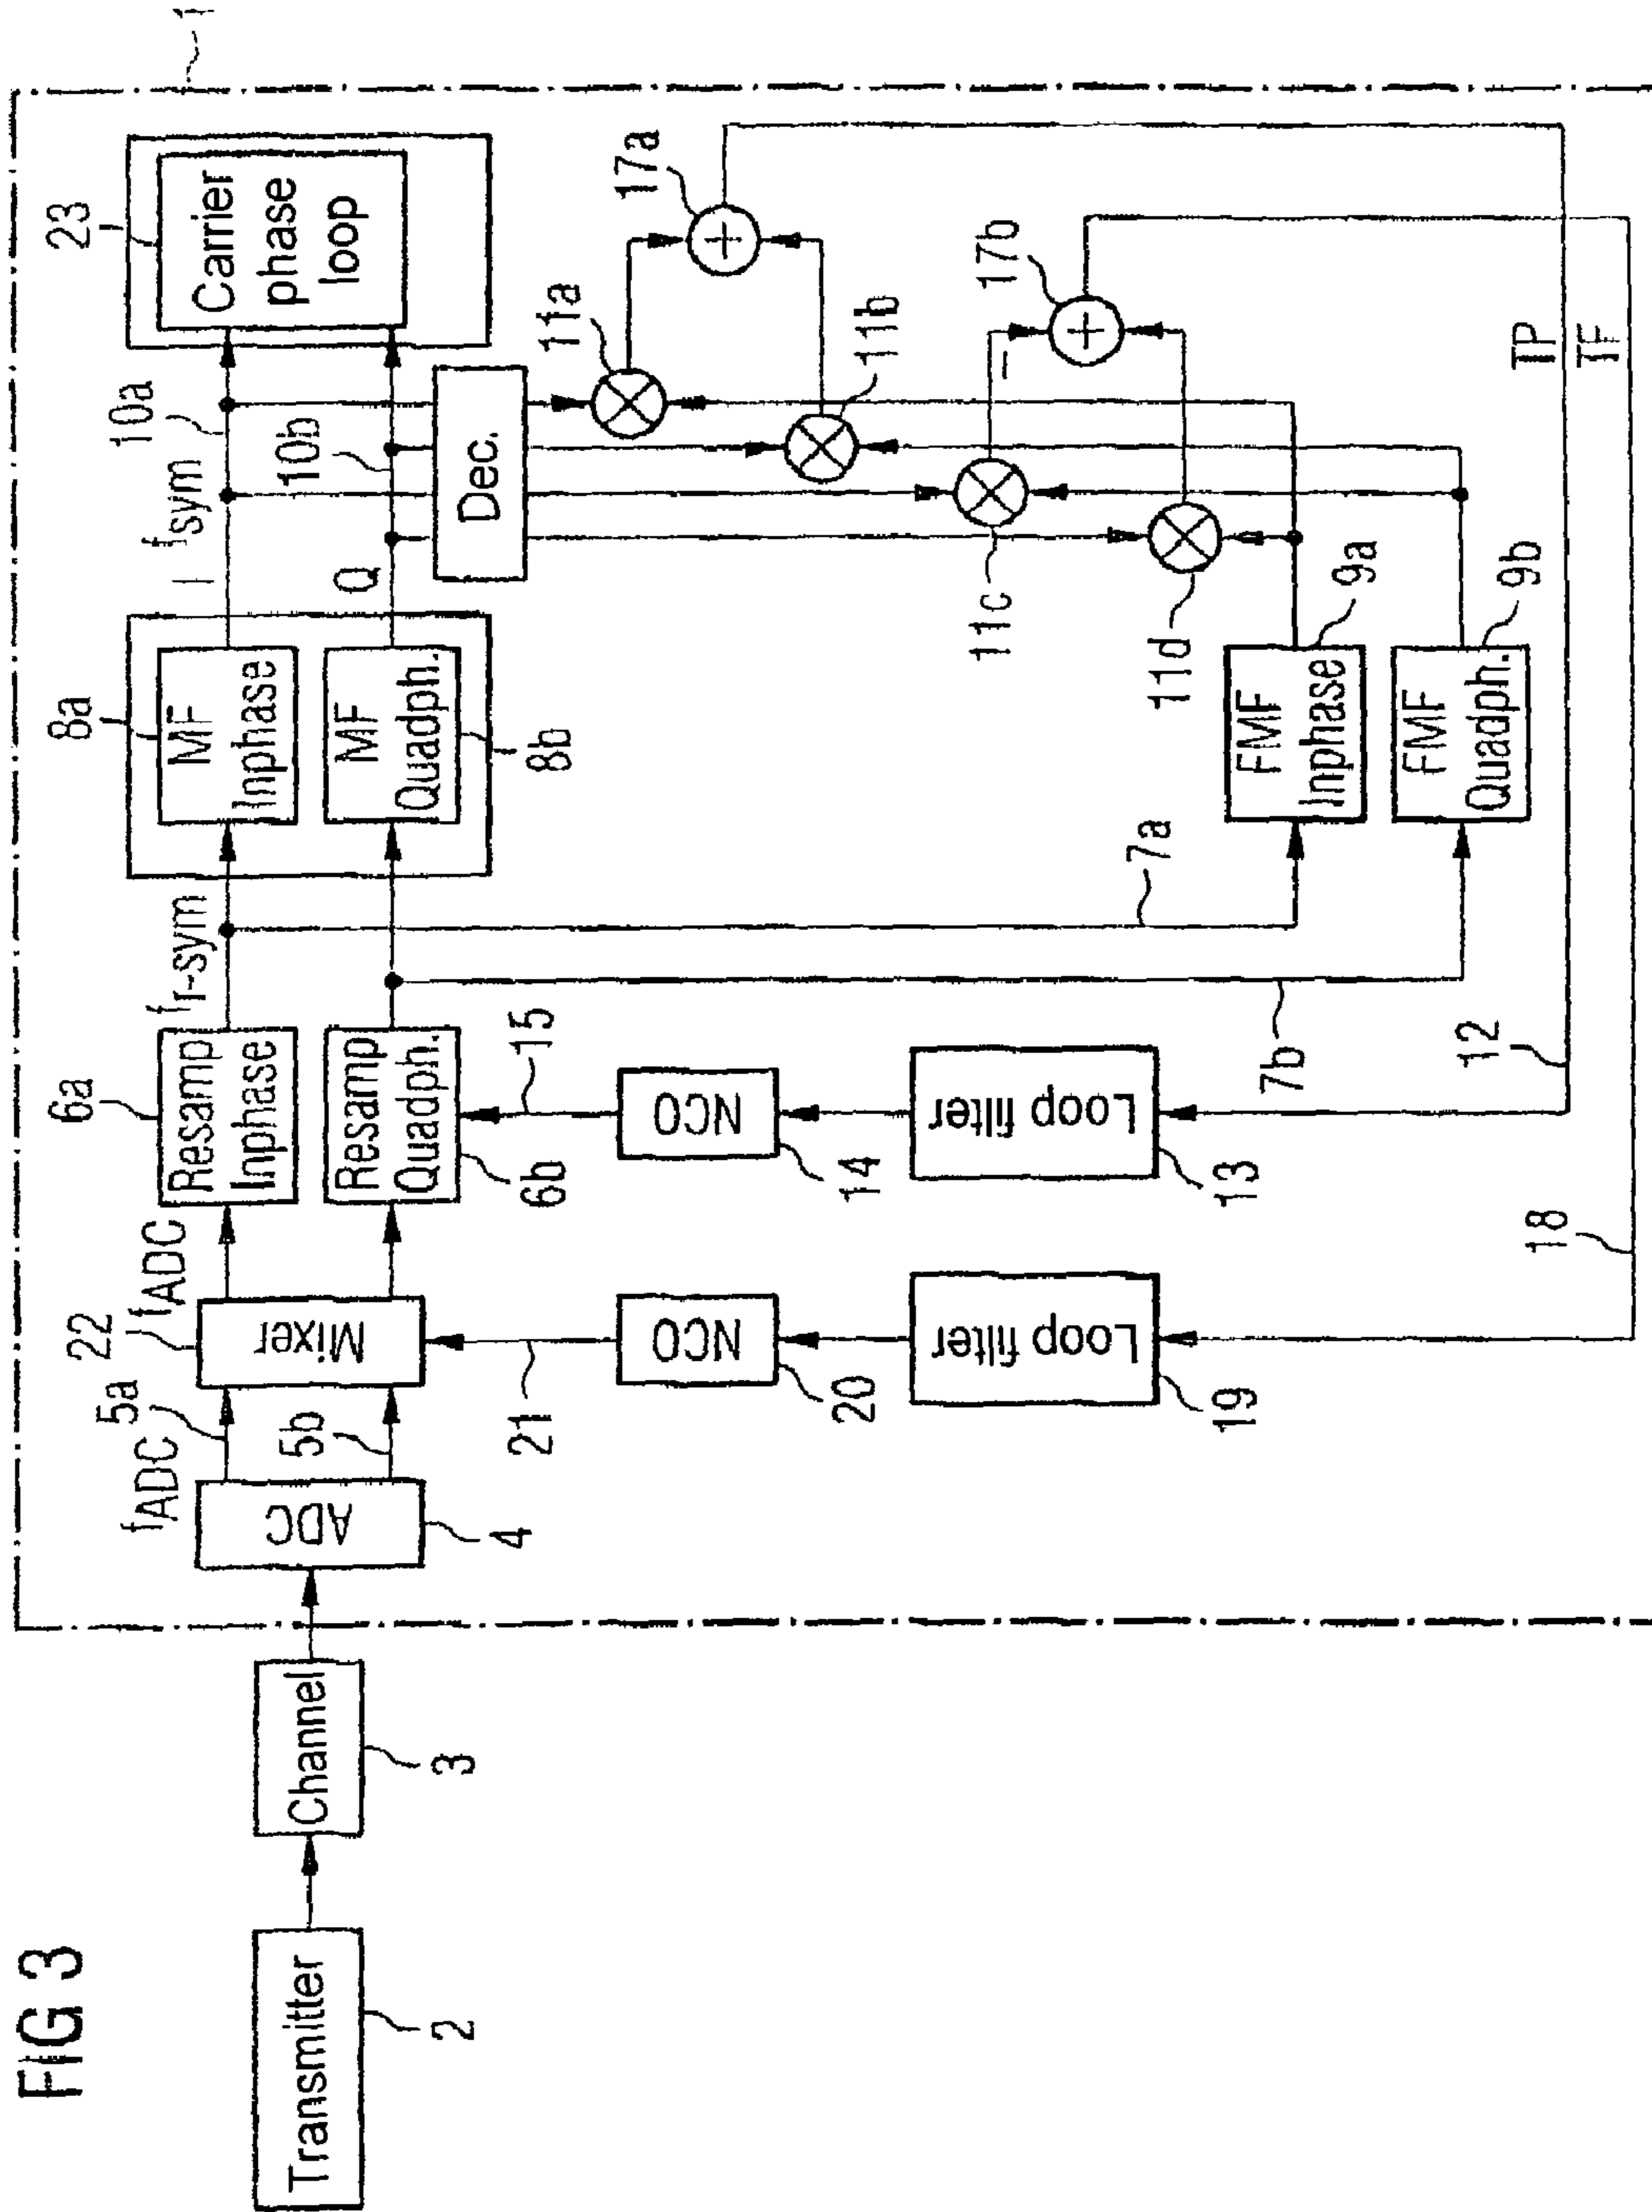 FIG 3
1
Transmitter
2
Channel
3
ADC
4
fADC
5a
5b
Mixer
22
fADC
21
NCO
20
Loop filter
19
18
Resamp
Inphase
6a
Resamp
Quadph.
6b
15
NCO
14
Loop filter
13
12
fr-sym
7a
7b
MF
Inphase
8a
MF
Quadph.
8b
FMF
Inphase
9a
FMF
Quadph.
9b
I
fsym
10a
Q
10b
Dec.
11a
11b
11c
11d
+
17a
+
17b
−
TP
TF
Carrier
phase
loop
23